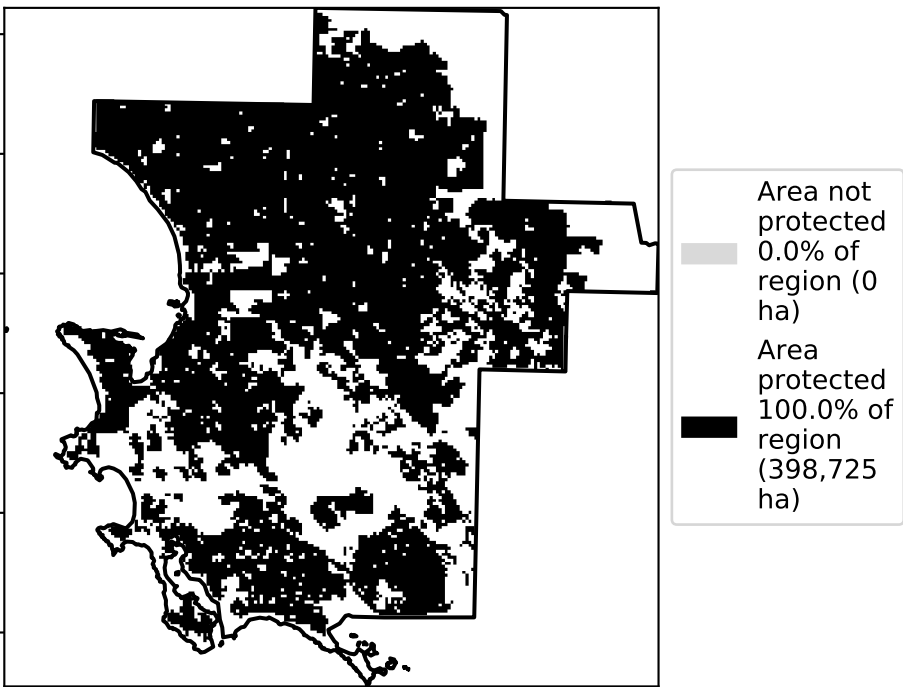 Area not
protected
0.0% of
region (0
ha)
Area
protected
100.0% of
region
(398,725
ha)